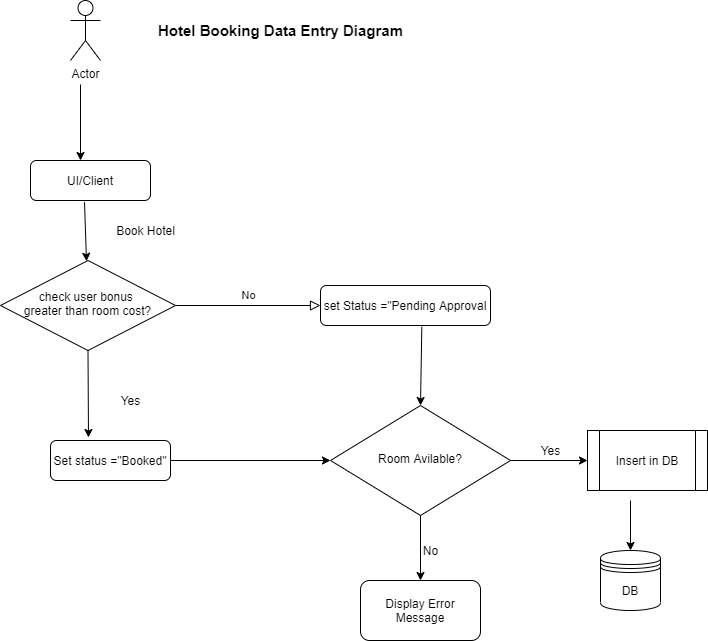 Hotel Booking Data Entry Diagram
Actor
UI/Client
Book Hotel
check user bonus
greater than room cost?
No
set Status ="Pending Approval
Yes
Set status ="Booked"
Room Avilable?
Yes
Insert in DB
No
DB
Display Error
Message